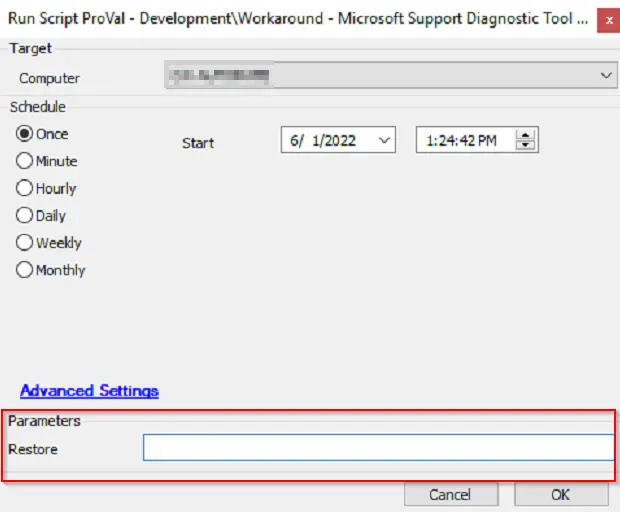 Run Script ProVal - Development\Workaround - Microsoft Support Diagnostic Tool ... x
Target
Computer
Schedule
Once Start 6/ 1/2022 1:24:42 PM
Minute
Hourly
Daily
Weekly
Monthly
Advanced Settings
Parameters
Restore
Cancel OK